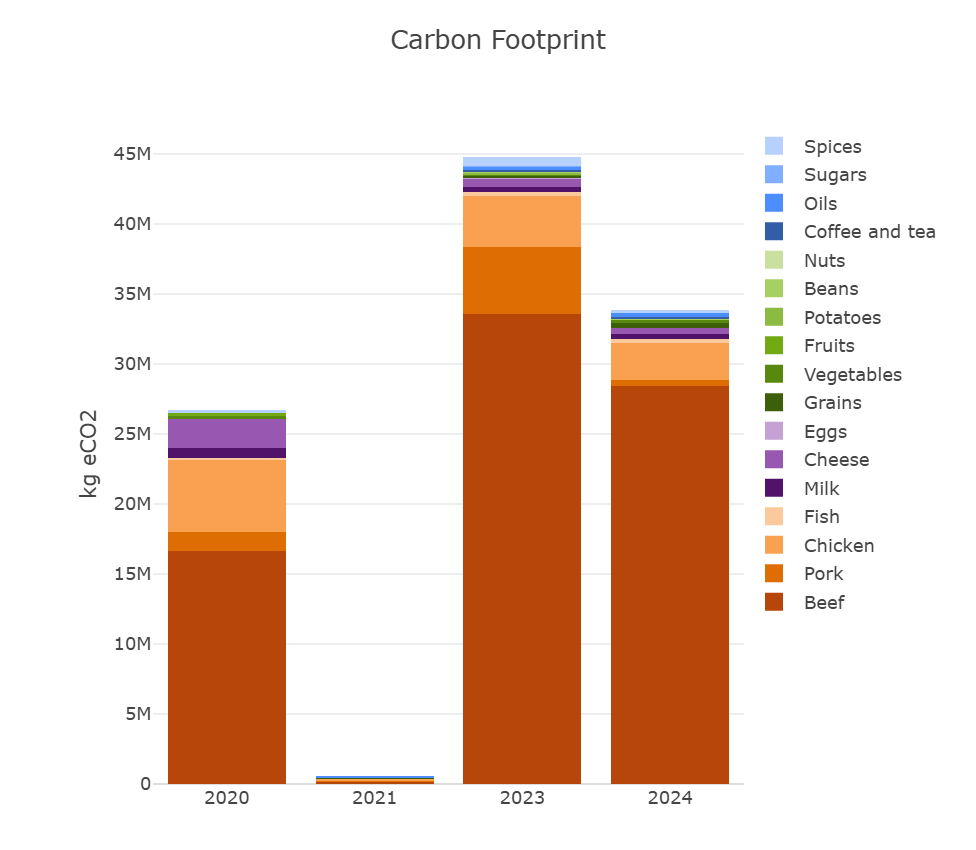 Carbon Footprint
kg eCO2
45M
40M
35M
30M
25M
20M
15M
10M
5M
0
2020
2021
2023
2024
Spices
Sugars
Oils
Coffee and tea
Nuts
Beans
Potatoes
Fruits
Vegetables
Grains
Eggs
Cheese
Milk
Fish
Chicken
Pork
Beef